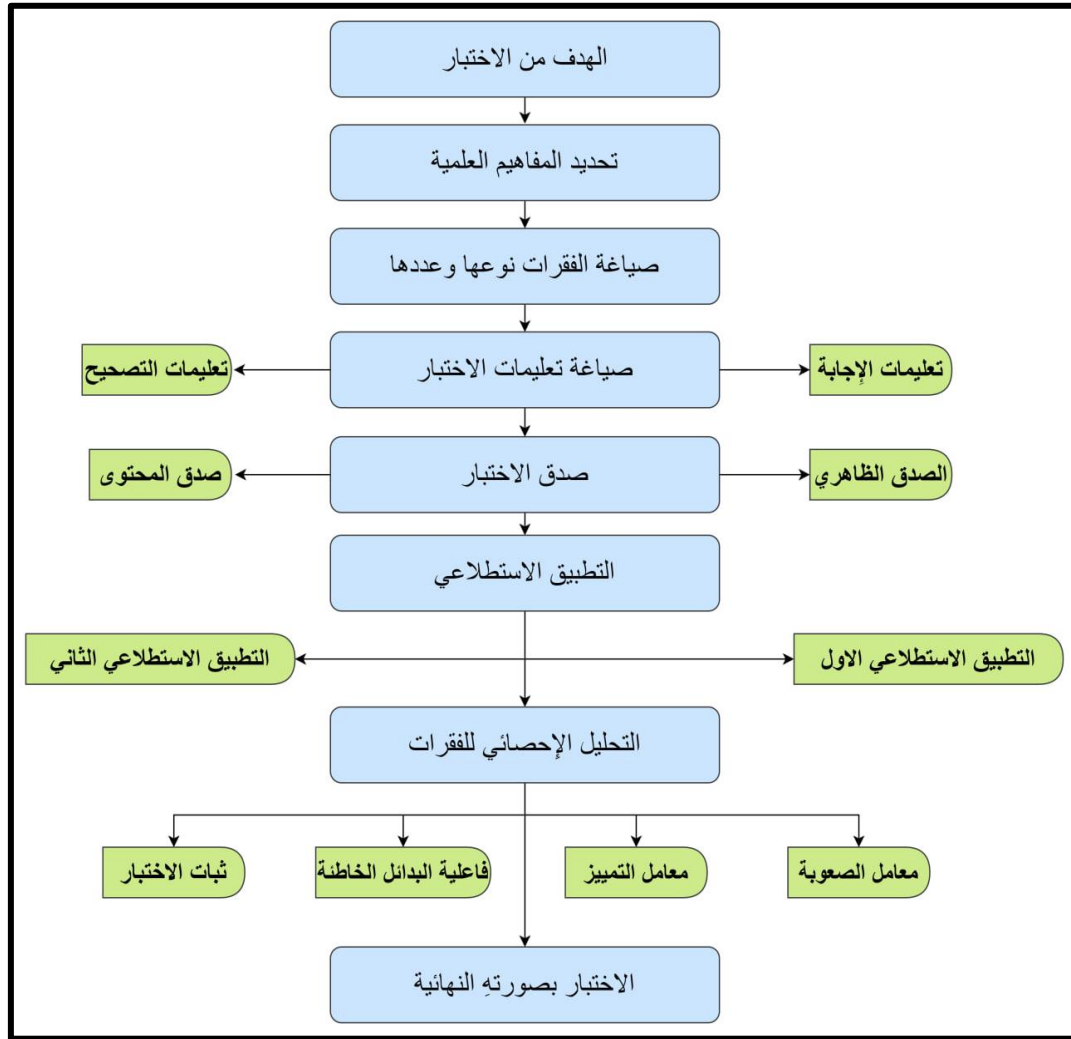 الهدف من الاختبار
تحديد المفاهيم العلمية
صياغة الفقرات نوعها وعددها
تعليمات الإجابة
صياغة تعليمات الاختبار
تعليمات التصحيح
الصدق الظاهري
صدق الاختبار
صدق المحتوى
التطبيق الاستطلاعي
التطبيق الاستطلاعي الاول
التطبيق الاستطلاعي الثاني
التحليل الإحصائي للفقرات
معامل الصعوبة
معامل التمييز
فاعلية البدائل الخاطئة
ثبات الاختبار
الاختبار بصورتهِ النهائية